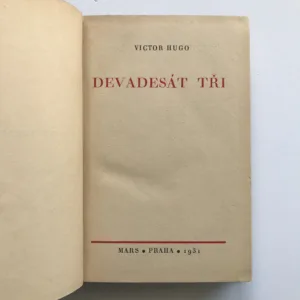 VICTOR HUGO
DEVADESÁT TŘI
MARS ▪ PRAHA ▪ 1931